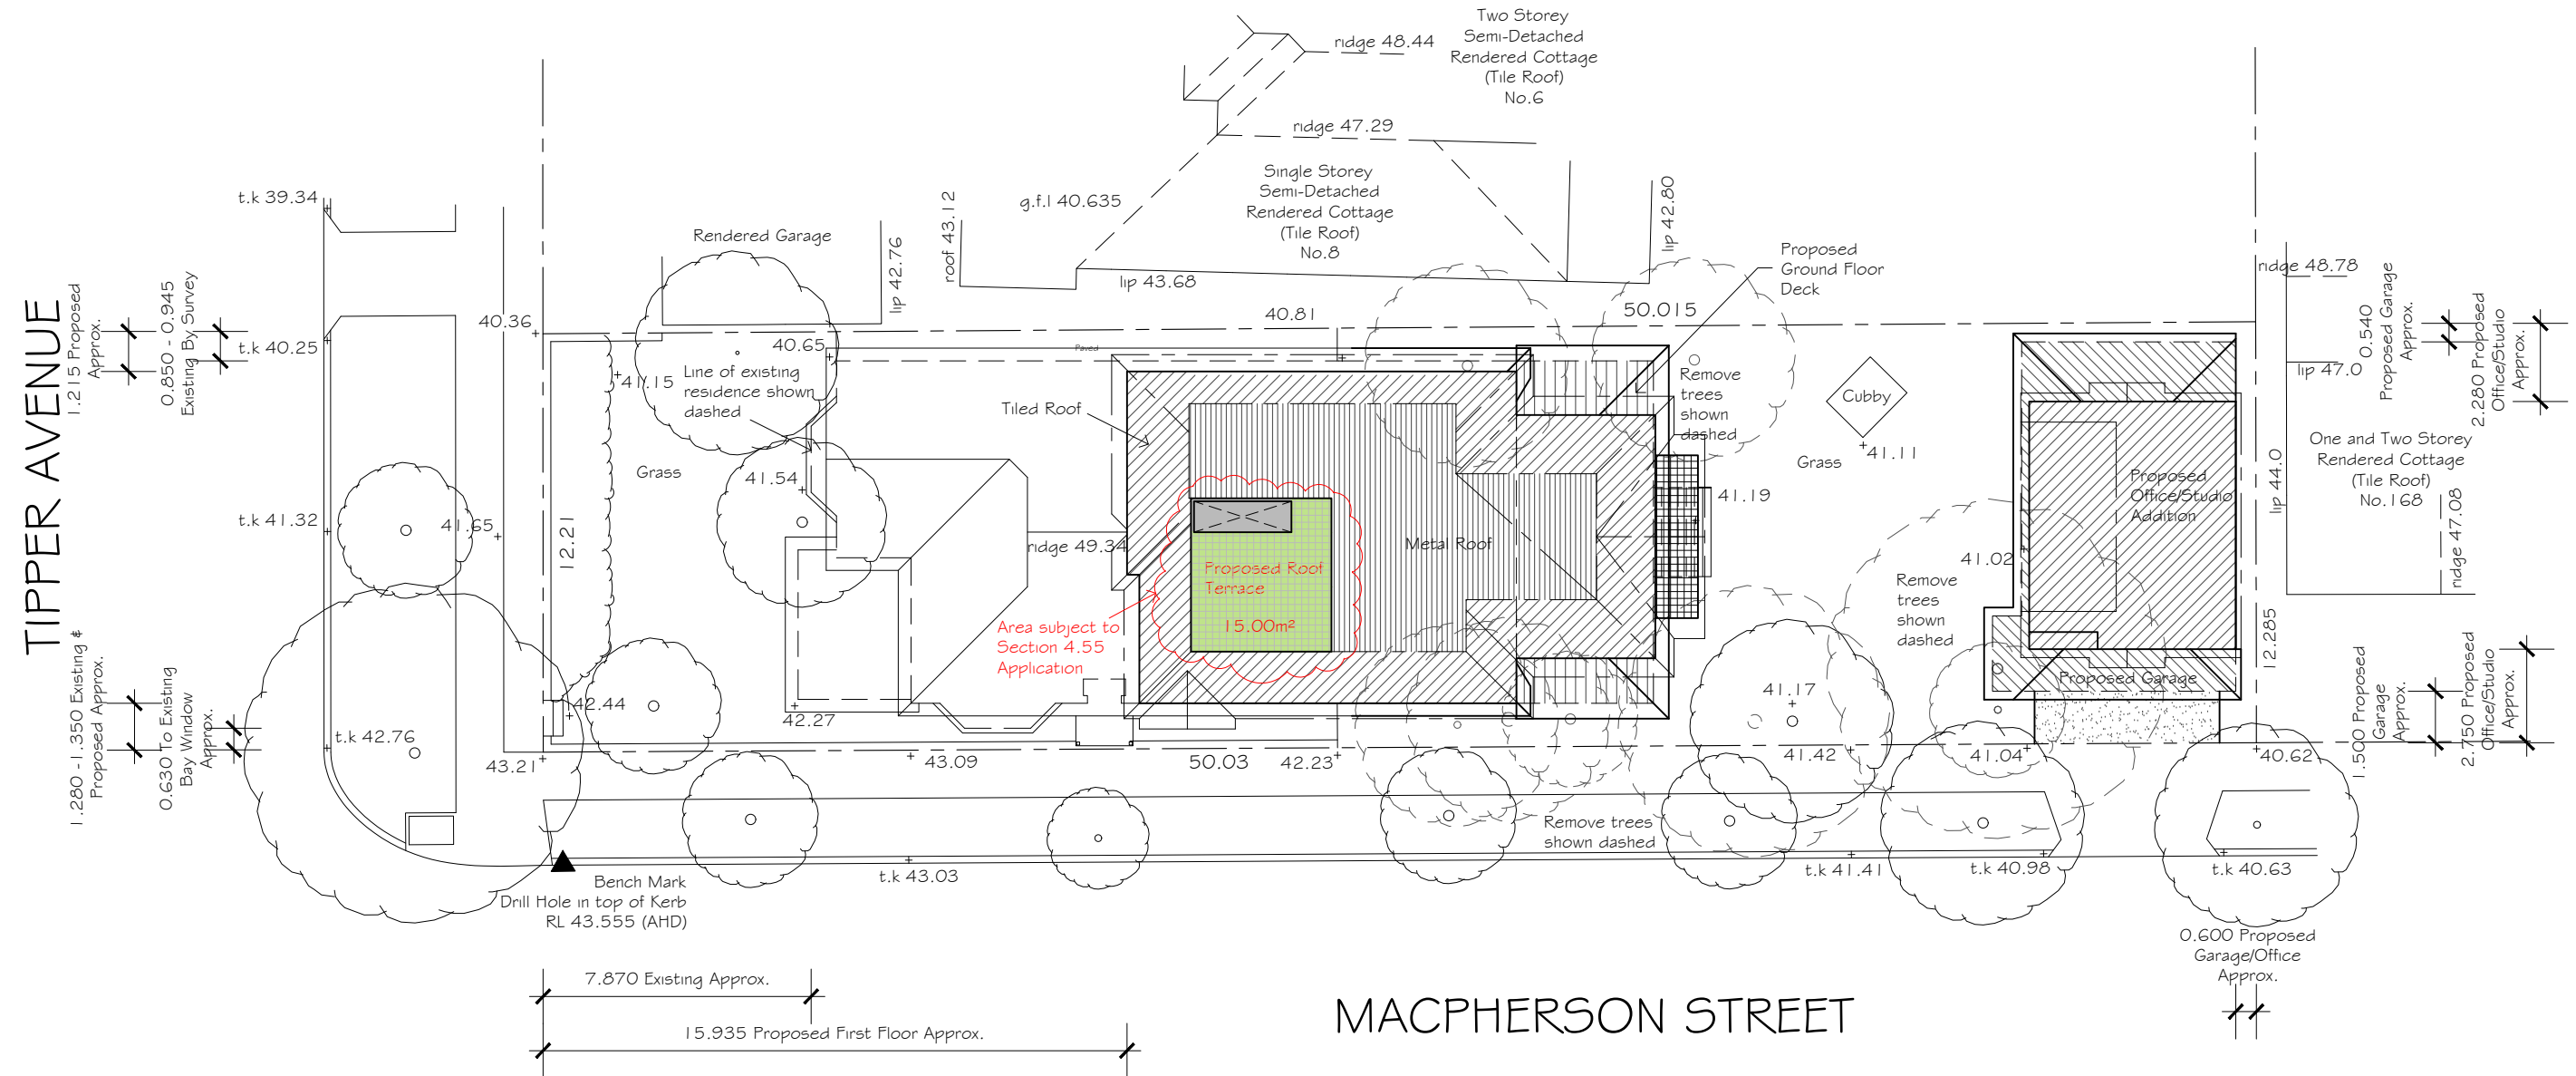 Two Storey
Semi-Detached
Rendered Cottage
(Tile Roof)
No.6
ridge 48.44
ridge 47.29
Single Storey
Semi-Detached
Rendered Cottage
(Tile Roof)
No.8
g.f.l 40.635
roof 43.12
lip 42.76
lip 43.68
lip 42.80
Rendered Garage
t.k 39.34
40.36
t.k 40.25
40.65
40.81
50.015
Paved
Proposed
Ground Floor
Deck
ridge 48.78
lip 47.0
0.540
Proposed Garage
Approx.
2.280 Proposed
Office/Studio
Approx.
TIPPER AVENUE
1.215 Proposed
Approx.
0.850 - 0.945
Existing By Survey
41.15
Line of existing
residence shown
dashed
Tiled Roof
Remove
trees
shown
dashed
Cubby
41.11
Grass
Grass
41.54
41.65
t.k 41.32
12.21
ridge 49.34
Metal Roof
41.19
Proposed Roof
Terrace
15.00m²
Area subject to
Section 4.55
Application
Proposed
Office/Studio
Addition
41.02
Remove
trees
shown
dashed
lip 44.0
One and Two Storey
Rendered Cottage
(Tile Roof)
No.168
ridge 47.08
12.285
1.280 -1.350 Existing &
Proposed Approx.
0.630 To Existing
Bay Window
Approx.
42.44
42.27
t.k 42.76
43.21
43.09
50.03
42.23
41.17
41.42
41.04
40.62
Proposed Garage
1.500 Proposed
Garage
Approx.
2.750 Proposed
Office/Studio
Approx.
Remove trees
shown dashed
t.k 43.03
t.k 41.41
t.k 40.98
t.k 40.63
Bench Mark
Drill Hole in top of Kerb
RL 43.555 (AHD)
0.600 Proposed
Garage/Office
Approx.
7.870 Existing Approx.
15.935 Proposed First Floor Approx.
MACPHERSON STREET